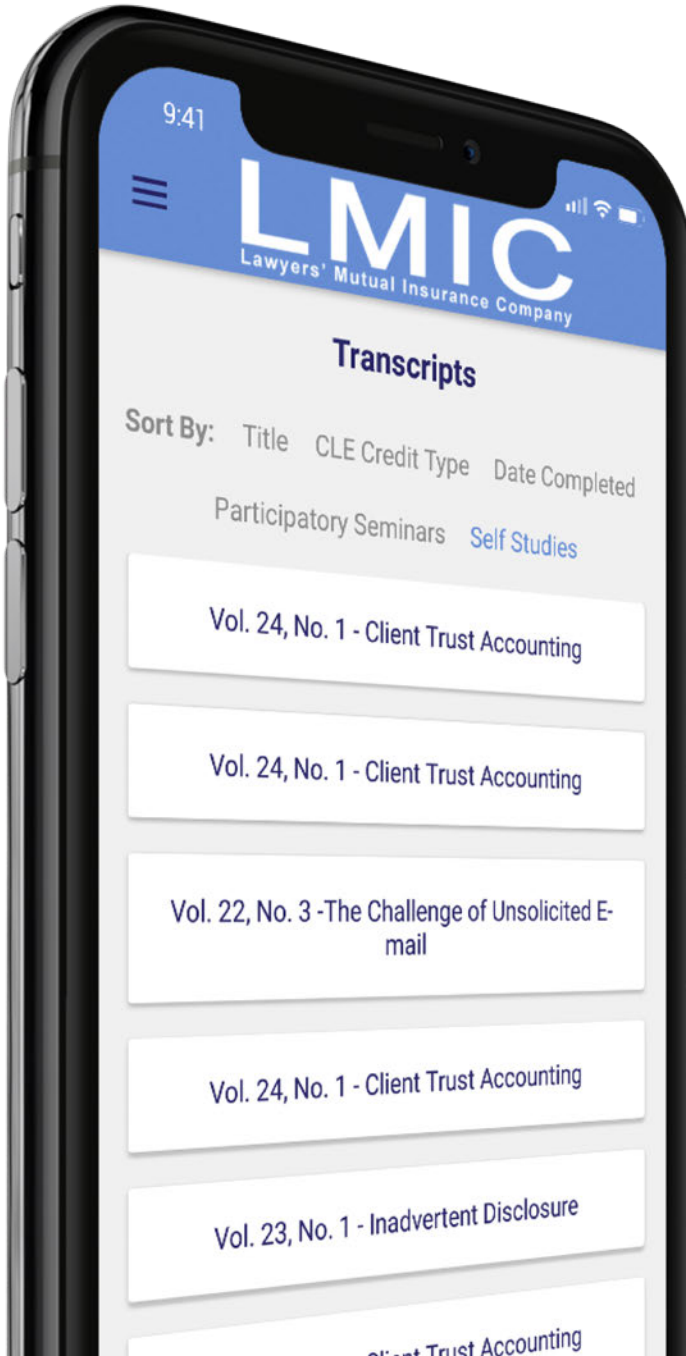 9:41
LMIC
Lawyers' Mutual Insurance Company
Transcripts
Sort By: Title CLE Credit Type Date Completed
Participatory Seminars Self Studies
Vol. 24, No. 1 - Client Trust Accounting
Vol. 24, No. 1 - Client Trust Accounting
Vol. 22, No. 3 -The Challenge of Unsolicited E-
mail
Vol. 24, No. 1 - Client Trust Accounting
Vol. 23, No. 1 - Inadvertent Disclosure
Client Trust Accounting